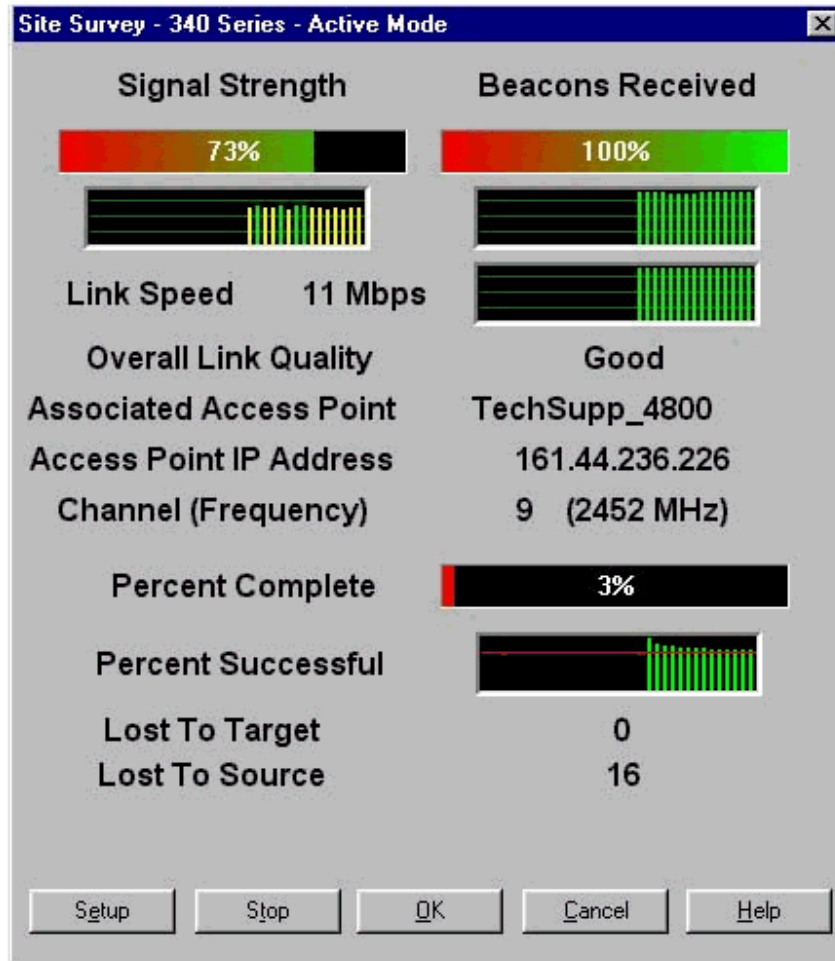 Site Survey - 340 Series - Active Mode
Signal Strength Beacons Received
73% 100%
Link Speed 11 Mbps
Overall Link Quality Good
Associated Access Point TechSupp_4800
Access Point IP Address 161.44.236.226
Channel (Frequency) 9 (2452 MHz)
Percent Complete 3%
Percent Successful
Lost To Target 0
Lost To Source 16
Setup Stop OK Cancel Help